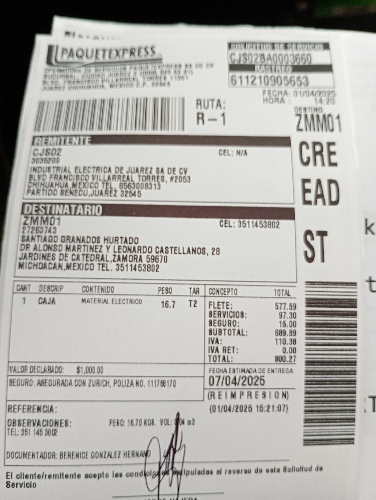 PAQUETEXPRESS
SOLICITUD DE SERVICIO
CJS02BA0003660
RASTREO
611210905653
FECHA: 01/04/2025
HORA: 14:20
RUTA:
R-1
DESTINO
ZMM01
REMITENTE
CJS02
CEL: N/A
INDUSTRIAL ELECTRICA DE JUAREZ SA DE CV
BLVD FRANCISCO VILLARREAL TORRES, #2053
CHIHUAHUA, MEXICO TEL. 6563008313
PARTIDO SENECU, JUAREZ 32545
CRE
EAD
ST
DESTINATARIO
ZMM01
CEL: 3511453802
27263743
SANTIAGO GRANADOS HURTADO
DR ALONSO MARTINEZ Y LEONARDO CASTELLANOS, 28
JARDINES DE CATEDRAL, ZAMORA 59670
MICHOACAN, MEXICO TEL. 3511453802
CANT DESCRIP CONTENIDO PESO TAR CONCEPTO TOTAL
1 CAJA MATERIAL ELECTRICO 16.7 T2
FLETE: 577.59
SERVICIOS: 97.30
SEGURO: 15.00
SUBTOTAL: 689.89
IVA: 110.38
IVA RET: 0.00
TOTAL: 800.27
VALOR DECLARADO: $1,000.00
FECHA ESTIMADA DE ENTREGA
SEGURO: ASEGURADA CON ZURICH, POLIZA NO. 111768170
07/04/2025
(REIMPRESION)
(01/04/2025 15:21:07)
REFERENCIA:
OBSERVACIONES: PESO: 16.70 KGS. VOL: m3
TEL: 351 145 3802
DOCUMENTADOR: BERENICE GONZALEZ HERNAND
El cliente/remitente acepto las estipuladas al reverso de esta Solicitud de
Servicio